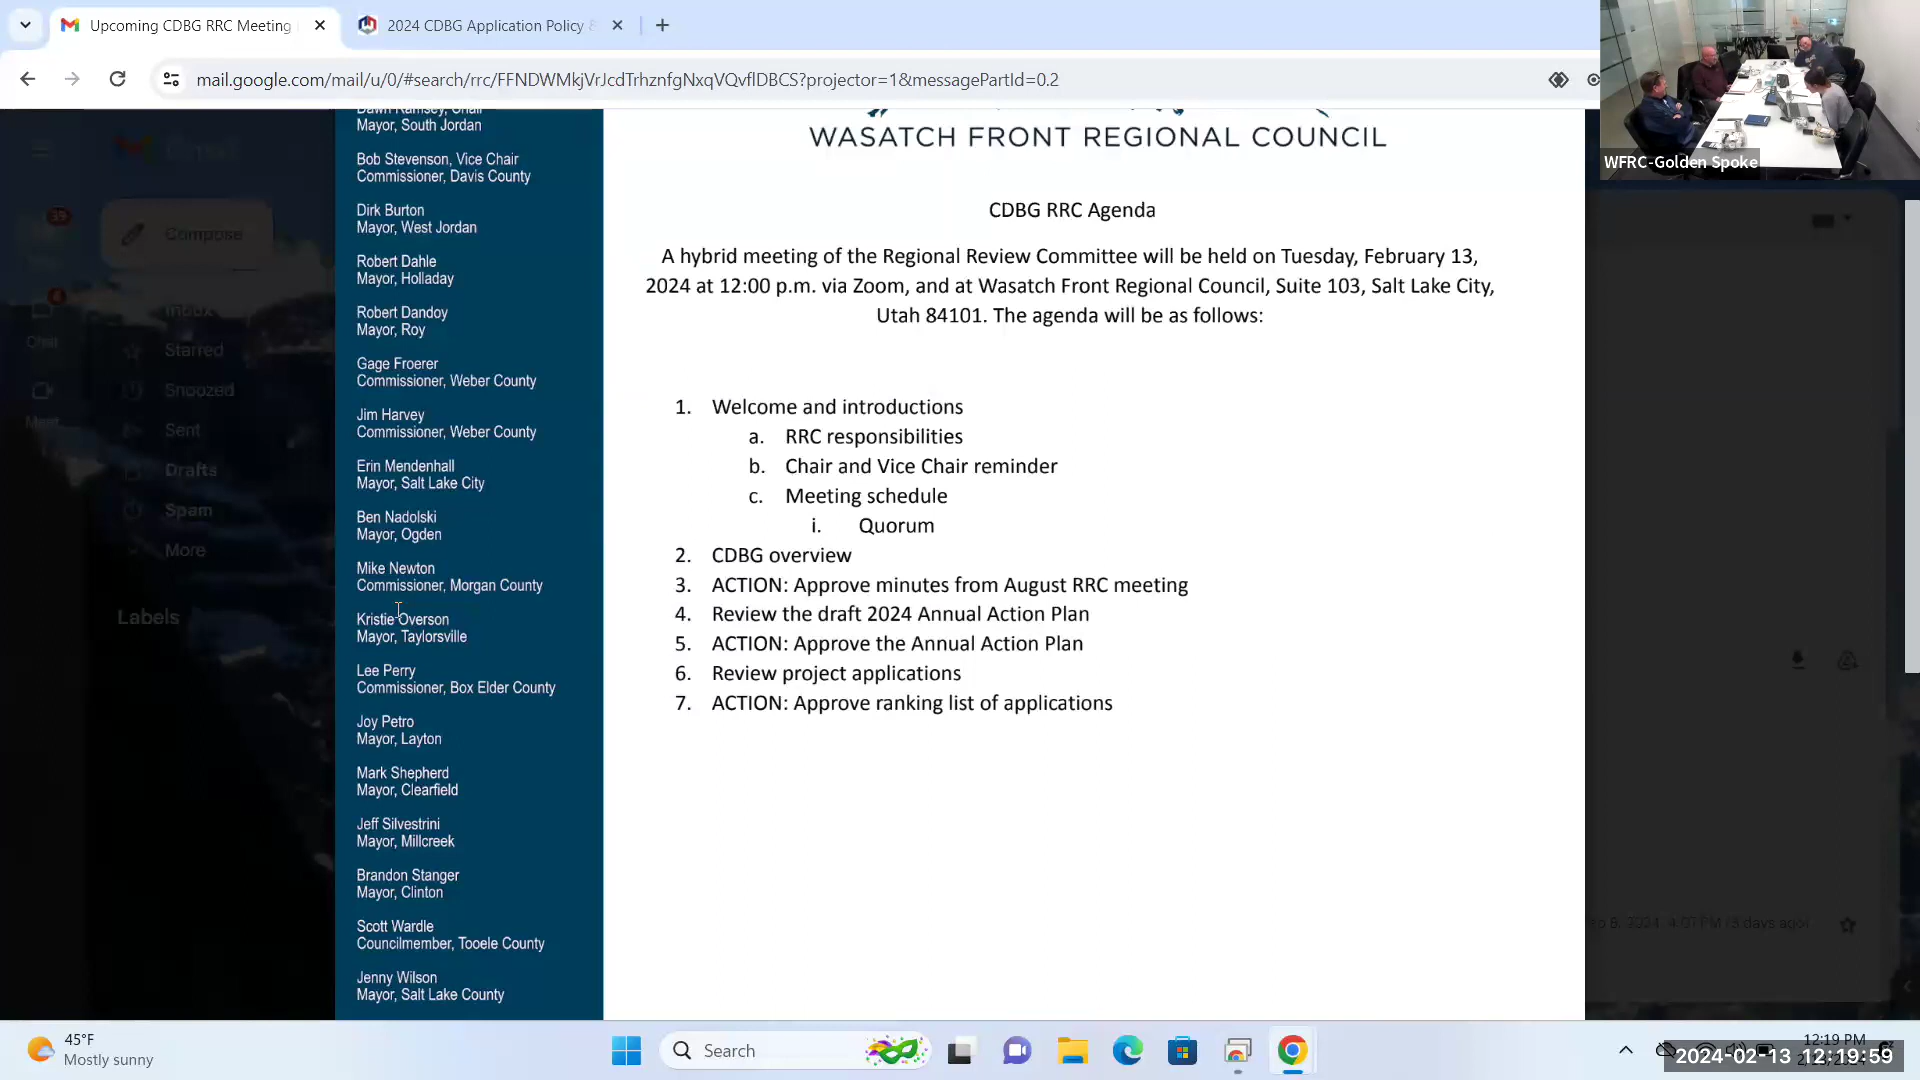 Upcoming CDBG RRC Meeting
2024 CDBG Application Policy &
mail.google.com/mail/u/0/#search/rrc/FFNDWMkjVrJcdTrhznfgNxqVQvflDBCS?projector=1&messagePartId=0.2
WFRC-Golden Spoke
39
Compose
4
Inbox
Chat
Starred
Snoozed
Meet
Sent
Drafts
Spam
More
Labels
Dawn Ramsey, Chair
Mayor, South Jordan
Bob Stevenson, Vice Chair
Commissioner, Davis County
Dirk Burton
Mayor, West Jordan
Robert Dahle
Mayor, Holladay
Robert Dandoy
Mayor, Roy
Gage Froerer
Commissioner, Weber County
Jim Harvey
Commissioner, Weber County
Erin Mendenhall
Mayor, Salt Lake City
Ben Nadolski
Mayor, Ogden
Mike Newton
Commissioner, Morgan County
Kristie Overson
Mayor, Taylorsville
Lee Perry
Commissioner, Box Elder County
Joy Petro
Mayor, Layton
Mark Shepherd
Mayor, Clearfield
Jeff Silvestrini
Mayor, Millcreek
Brandon Stanger
Mayor, Clinton
Scott Wardle
Councilmember, Tooele County
Jenny Wilson
Mayor, Salt Lake County
WASATCH FRONT REGIONAL COUNCIL
CDBG RRC Agenda
A hybrid meeting of the Regional Review Committee will be held on Tuesday, February 13,
2024 at 12:00 p.m. via Zoom, and at Wasatch Front Regional Council, Suite 103, Salt Lake City,
Utah 84101. The agenda will be as follows:
1. Welcome and introductions
a. RRC responsibilities
b. Chair and Vice Chair reminder
c. Meeting schedule
i. Quorum
2. CDBG overview
3. ACTION: Approve minutes from August RRC meeting
4. Review the draft 2024 Annual Action Plan
5. ACTION: Approve the Annual Action Plan
6. Review project applications
7. ACTION: Approve ranking list of applications
45°F
Mostly sunny
Search
12:19 PM
2024-02-13 12:19:59